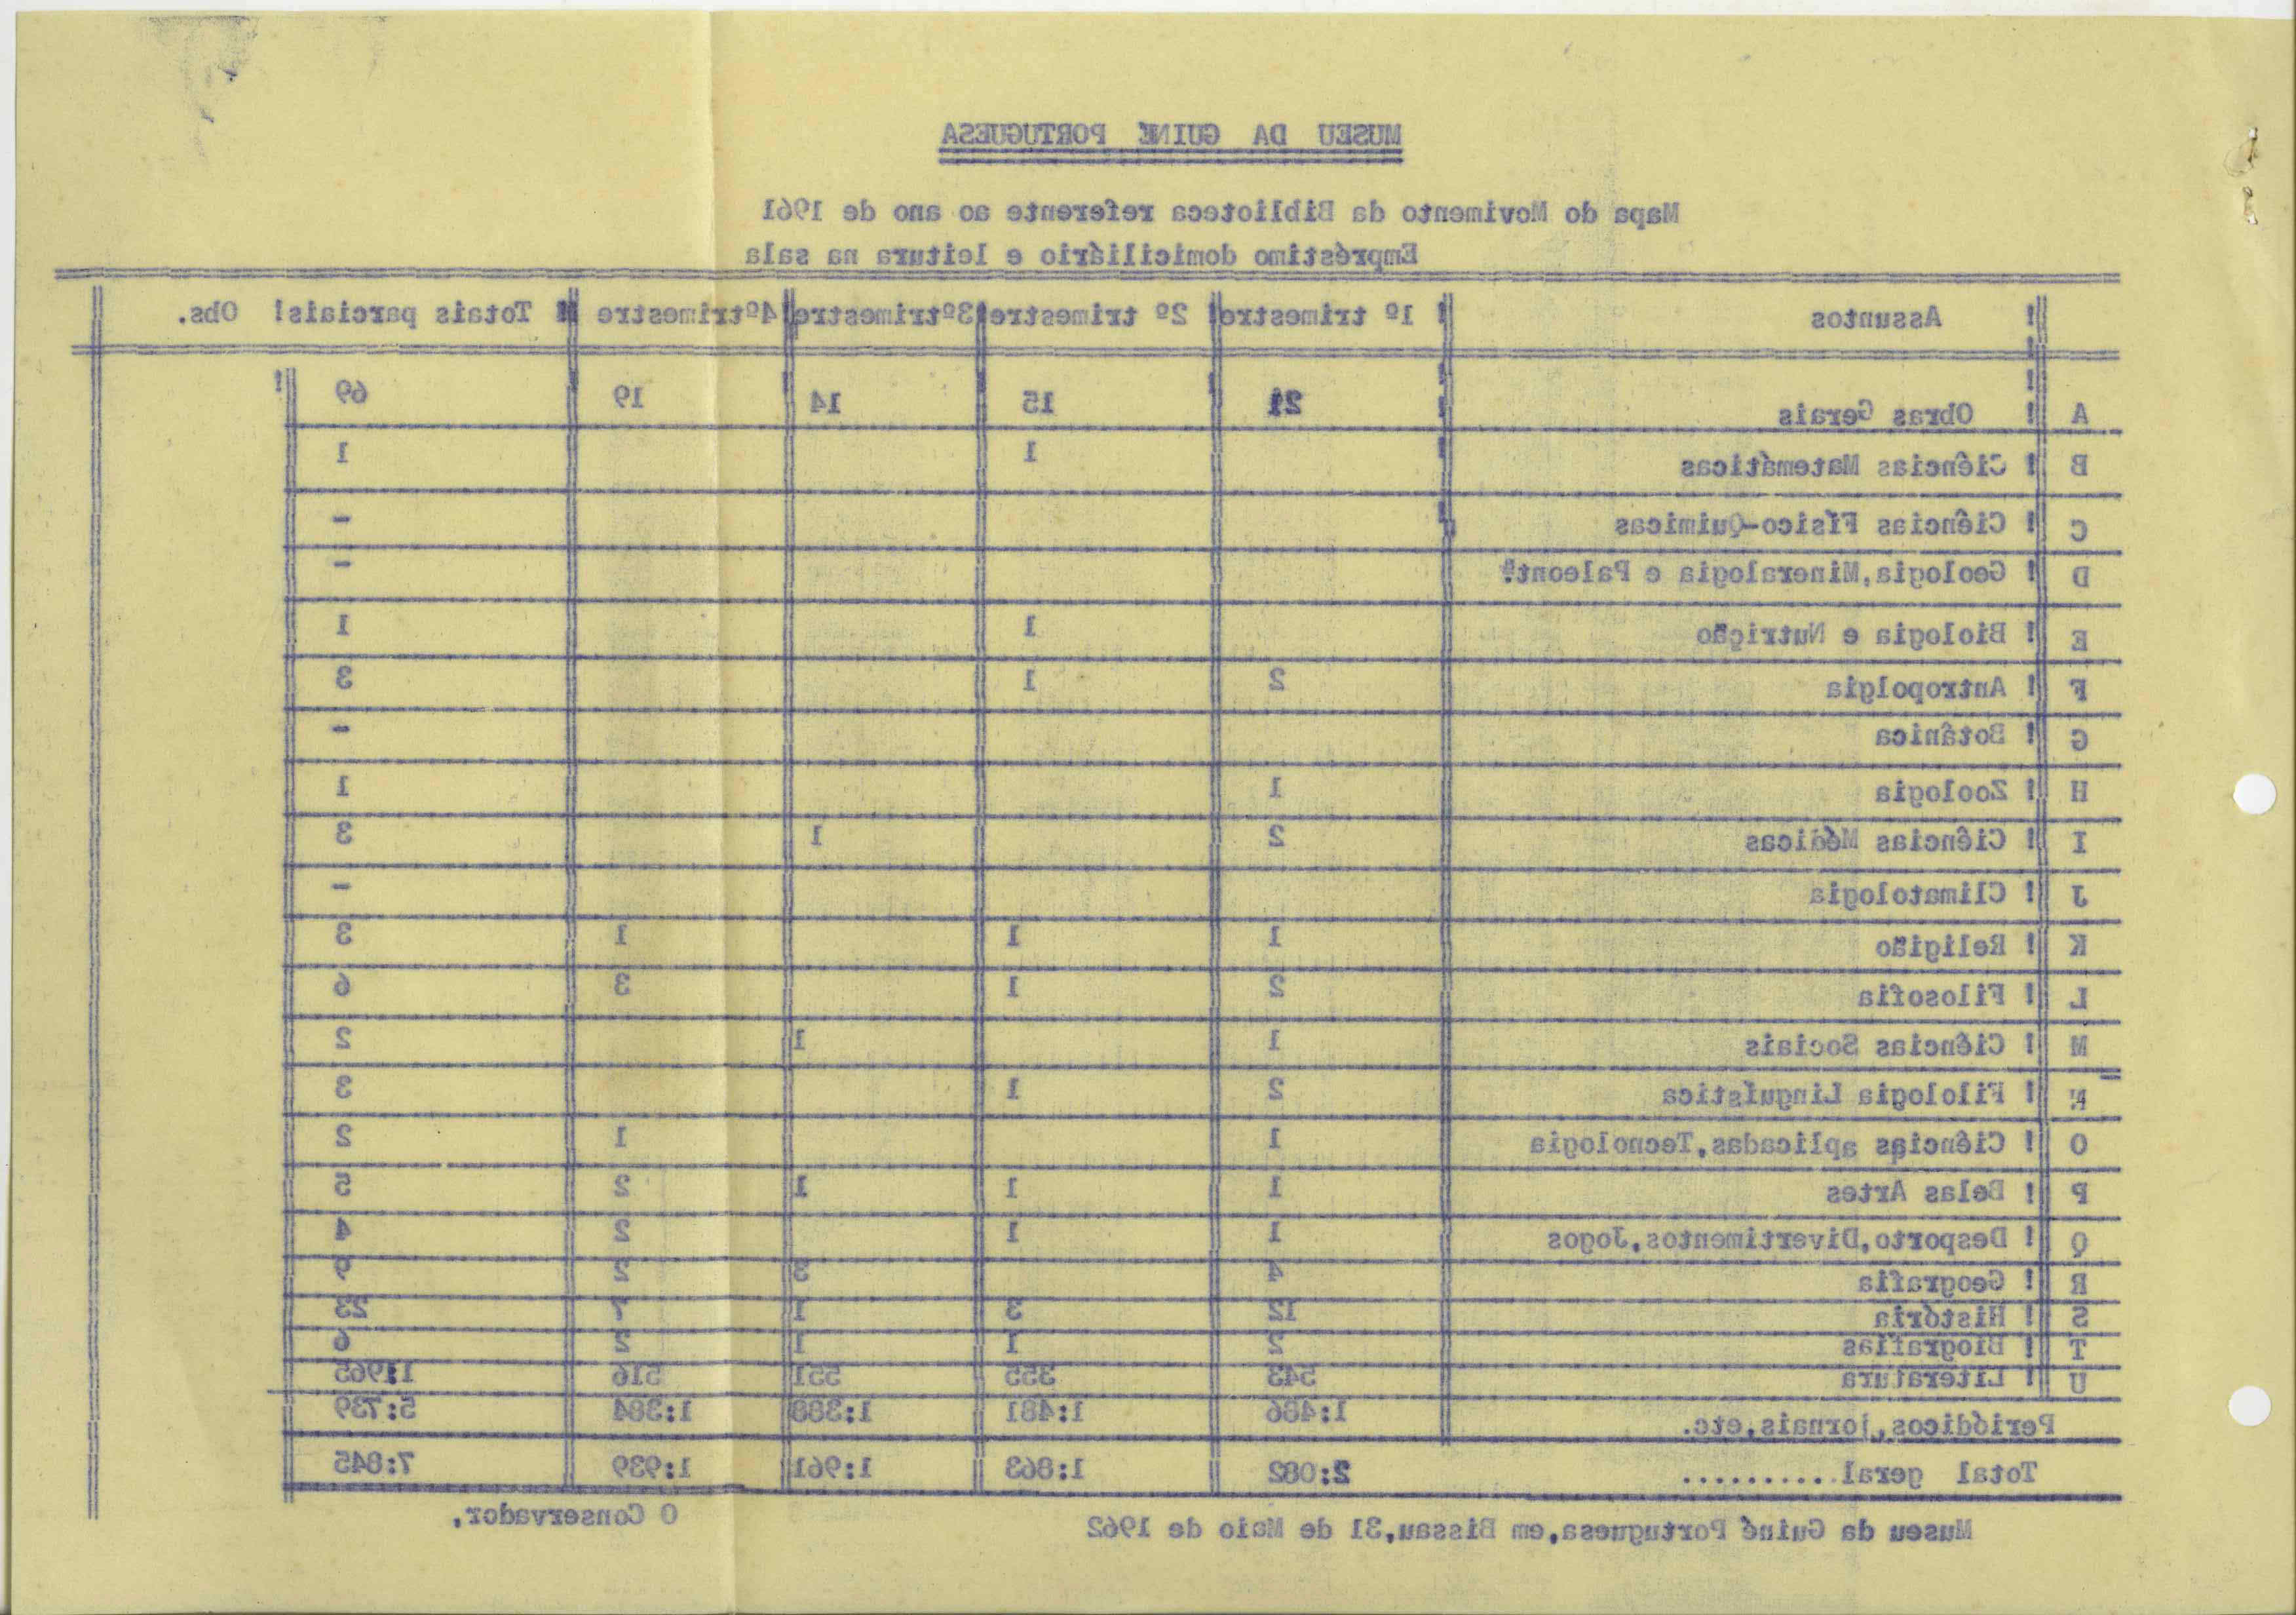 MUSEU DA GUINÉ PORTUGUESA
Mapa do Movimento da Biblioteca referente ao ano de 1961
Empréstimo domiciliário e leitura na sala
! Assuntos ! 1º trimestre! 2º trimestre!3ºtrimestre!4ºtrimestre ! Totais parciais! Obs.
A ! Obras Gerais 21 15 14 19 69
B ! Ciências Matemáticas 1 1
C ! Ciências Físico-Quimicas -
D ! Geologia,Mineralogia e Paleontª. -
E ! Biologia e Nutrição 1 1
F ! Antropolgia 2 1 3
G ! Botânica -
H ! Zoologia 1 1
I ! Ciências Médicas 2 1 3
J ! Climatologia -
K ! Religião 1 1 1 3
L ! Filosofia 2 1 3 6
M ! Ciências Sociais 1 1 2
N ! Filologia Linguística 2 1 3
O ! Ciências aplicadas,Tecnologia 1 1 2
P ! Belas Artes 1 1 1 2 5
Q ! Desporto,Divertimentos,Jogos 1 1 2 4
R ! Geografia 4 3 2 9
S ! História 12 3 1 7 23
T ! Biografias 2 1 1 2 6
U ! Literatura 543 355 551 516 1:965
Periódicos,jornais,etc. 1:486 1:481 1:388 1:384 5:739
Total geral.......... 2:082 1:863 1:961 1:939 7:845
Museu da Guiné Portuguesa,em Bissau,31 de Maio de 1962
O Conservador,